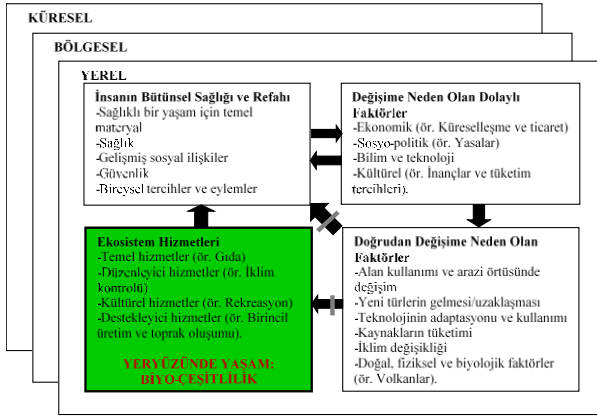 KÜRESEL
BÖLGESEL
YEREL
İnsanın Bütünsel Sağlığı ve Refahı
-Sağlıklı bir yaşam için temel
materyal
-Sağlık
-Gelişmiş sosyal ilişkiler
-Güvenlik
-Bireysel tercihler ve eylemler
Değişime Neden Olan Dolaylı
Faktörler
-Ekonomik (ör. Küreselleşme ve ticaret)
-Sosyo-politik (ör. Yasalar)
-Bilim ve teknoloji
-Kültürel (ör. İnançlar ve tüketim
tercihleri).
Ekosistem Hizmetleri
-Temel hizmetler (ör. Gıda)
-Düzenleyici hizmetler (ör. İklim
kontrolü)
-Kültürel hizmetler (ör. Rekreasyon)
-Destekleyici hizmetler (ör. Birincil
üretim ve toprak oluşumu).
YERYÜZÜNDE YAŞAM:
BİYO-ÇEŞİTLİLİK
Doğrudan Değişime Neden Olan
Faktörler
-Alan kullanımı ve arazi örtüsünde
değişim
-Yeni türlerin gelmesi/uzaklaşması
-Teknolojinin adaptasyonu ve kullanımı
-Kaynakların tüketimi
-İklim değişikliği
-Doğal, fiziksel ve biyolojik faktörler
(ör. Volkanlar).